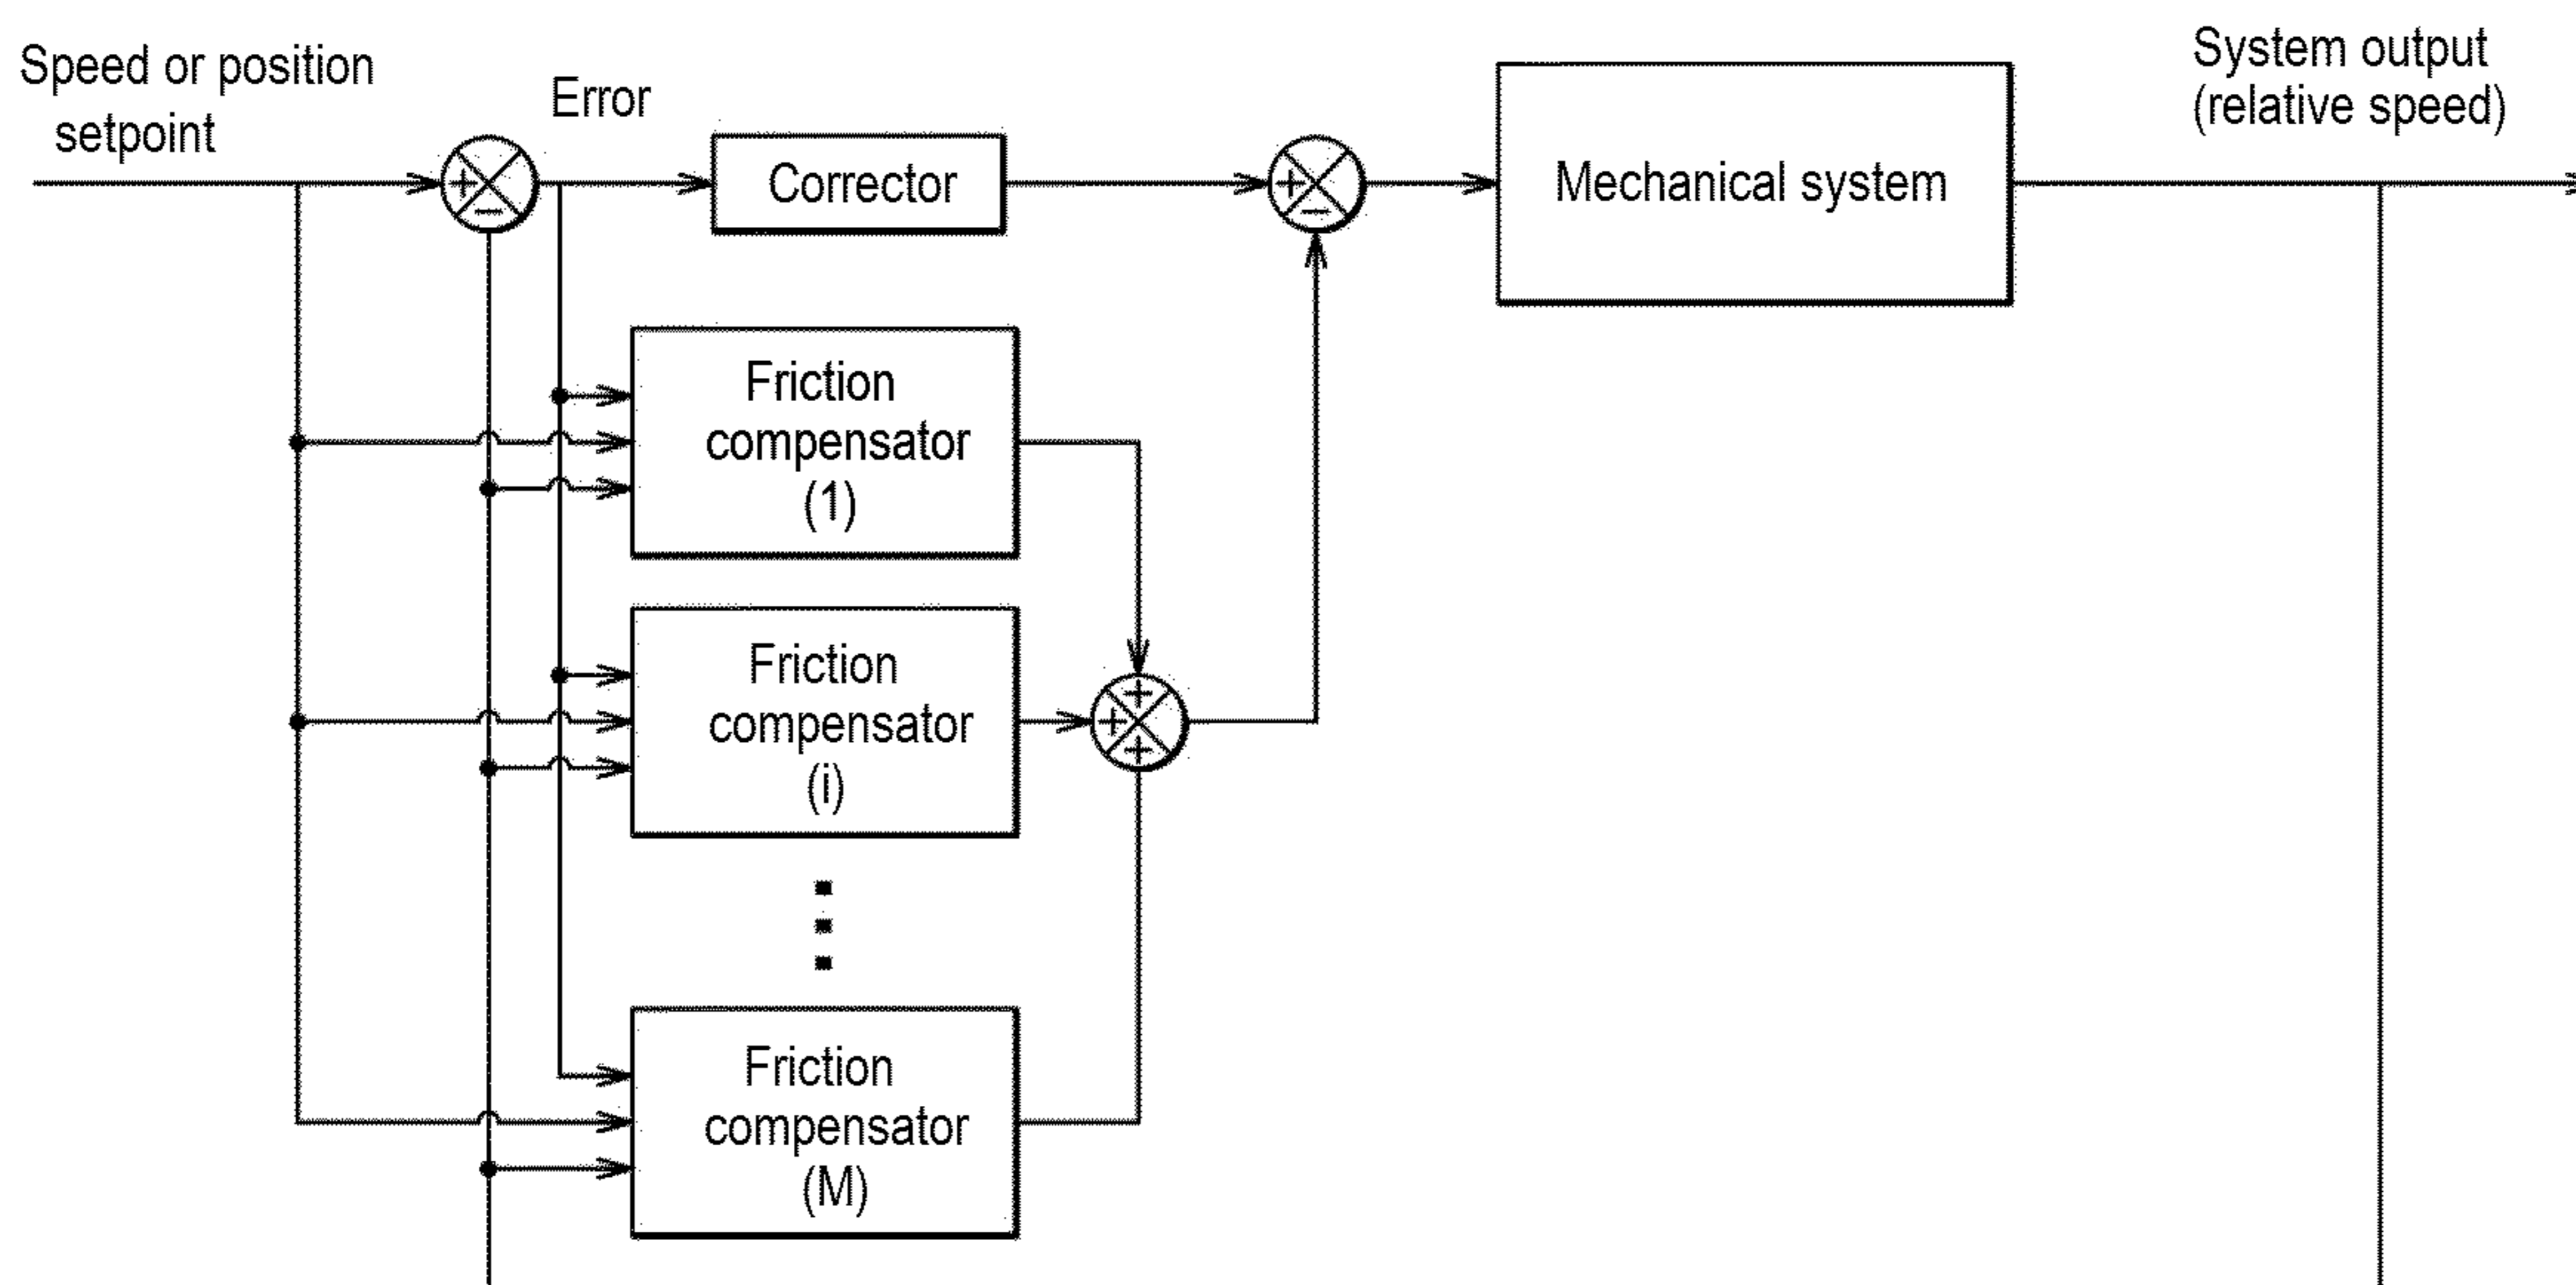 Speed or position
setpoint
Error
Corrector
Mechanical system
System output
(relative speed)
+
−
+
−
Friction
compensator
(1)
Friction
compensator
(i)
+
+
+
Friction
compensator
(M)